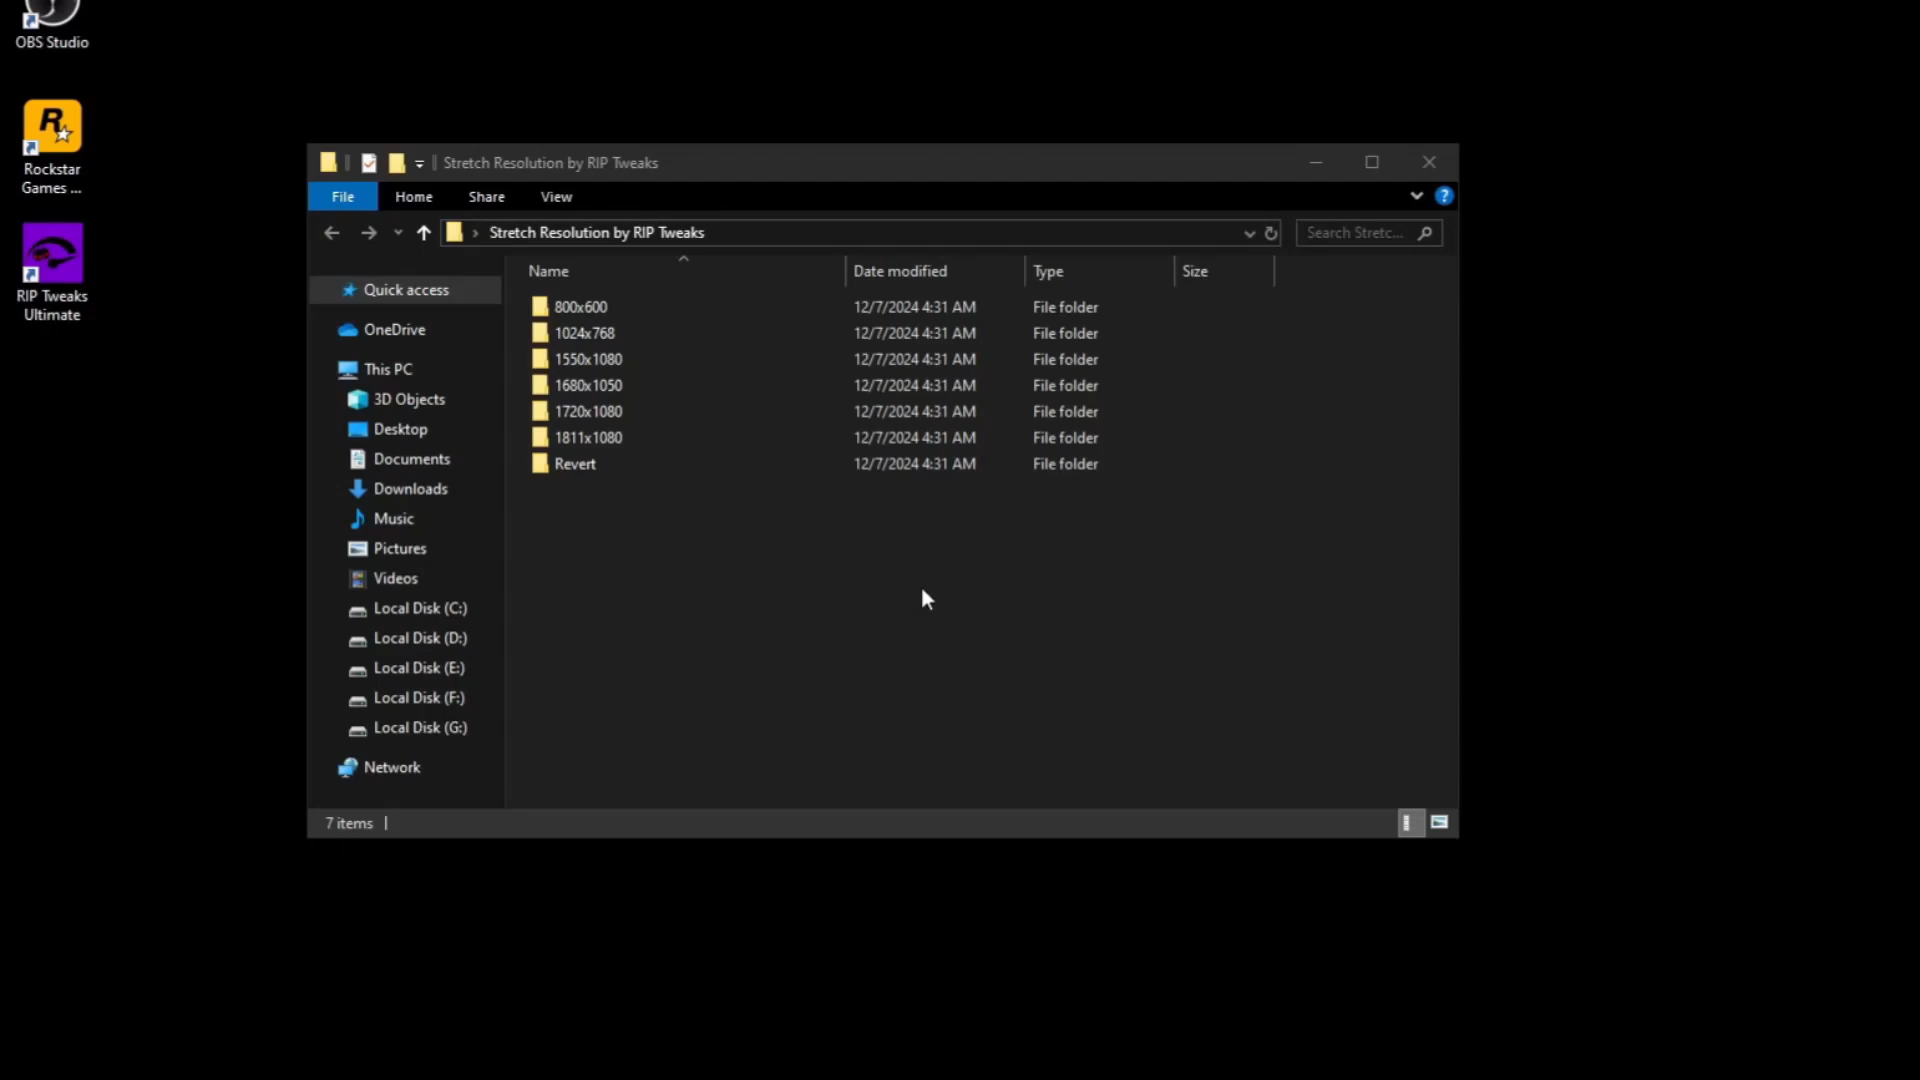 OBS Studio
Rockstar
Games ...
RIP Tweaks
Ultimate
Stretch Resolution by RIP Tweaks
File Home Share View
Stretch Resolution by RIP Tweaks
Search Stretc...
Name Date modified Type Size
800x600 12/7/2024 4:31 AM File folder
1024x768 12/7/2024 4:31 AM File folder
1550x1080 12/7/2024 4:31 AM File folder
1680x1050 12/7/2024 4:31 AM File folder
1720x1080 12/7/2024 4:31 AM File folder
1811x1080 12/7/2024 4:31 AM File folder
Revert 12/7/2024 4:31 AM File folder
Quick access
OneDrive
This PC
3D Objects
Desktop
Documents
Downloads
Music
Pictures
Videos
Local Disk (C:)
Local Disk (D:)
Local Disk (E:)
Local Disk (F:)
Local Disk (G:)
Network
7 items